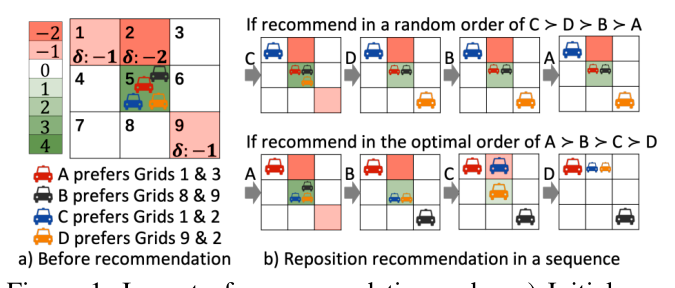 −2
−1
0
1
2
3
4
1
2
3
δ: −1
δ: −2
4
5
6
7
8
9
δ: −1
A prefers Grids 1 & 3
B prefers Grids 8 & 9
C prefers Grids 1 & 2
D prefers Grids 9 & 2
a) Before recommendation
If recommend in a random order of C ≻ D ≻ B ≻ A
C
D
B
A
If recommend in the optimal order of A ≻ B ≻ C ≻ D
A
B
C
D
b) Reposition recommendation in a sequence